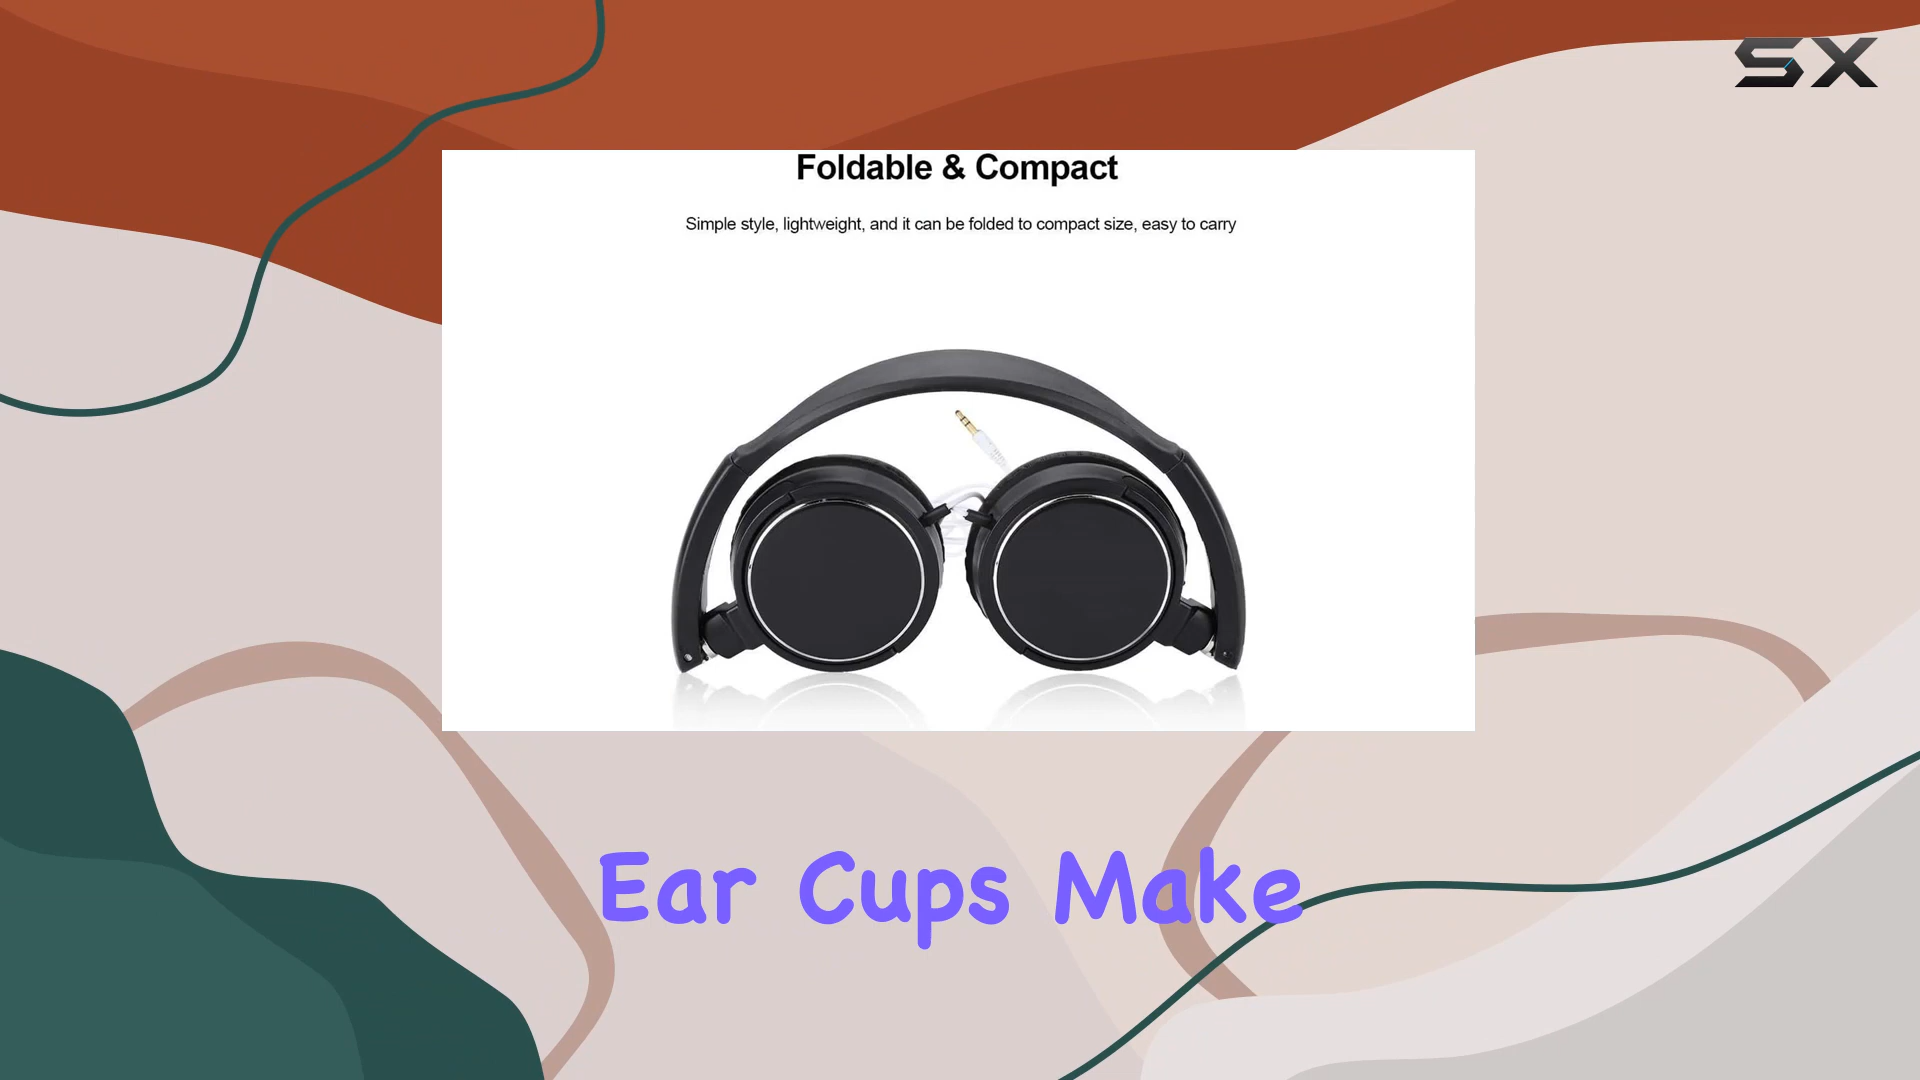 SX
Foldable & Compact
Simple style, lightweight, and it can be folded to compact size, easy to carry
Ear Cups Make